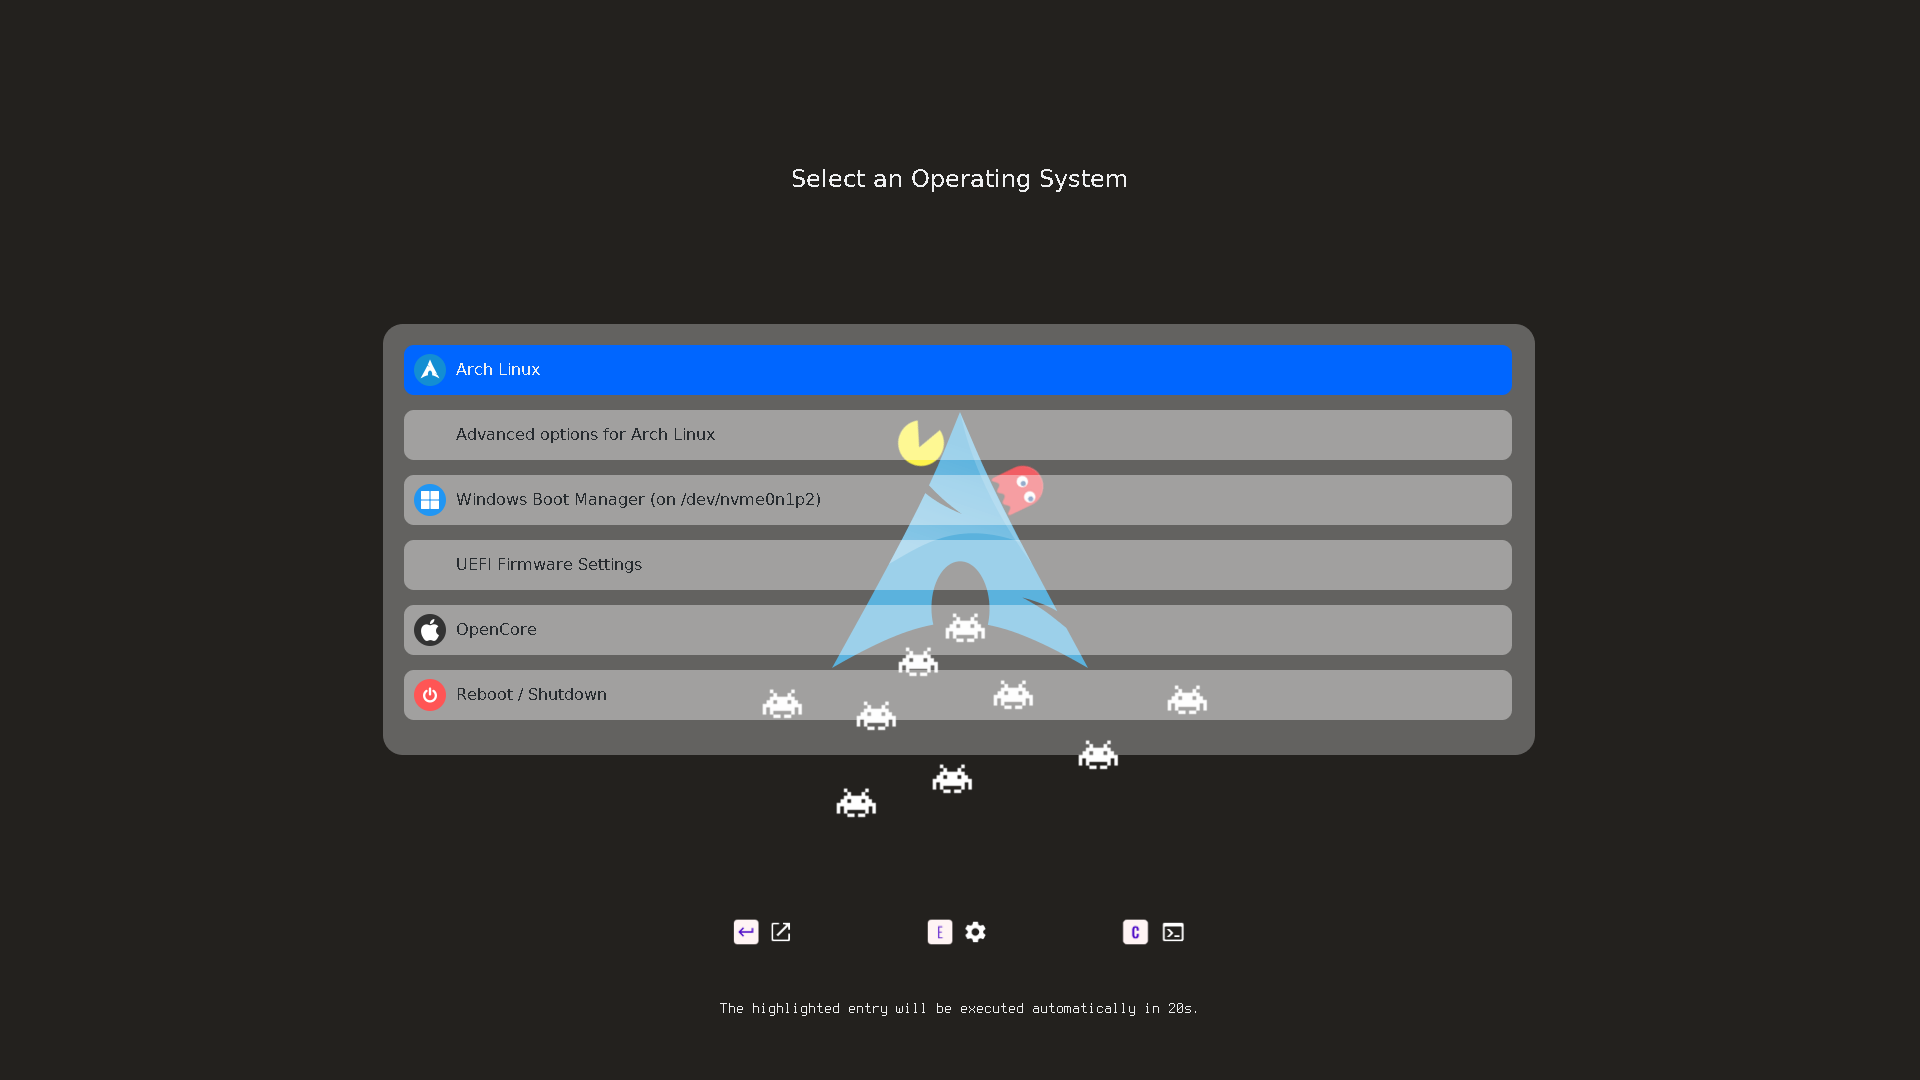 Select an Operating System
Arch Linux
Advanced options for Arch Linux
Windows Boot Manager (on /dev/nvme0n1p2)
UEFI Firmware Settings
OpenCore
Reboot / Shutdown
E
C
The highlighted entry will be executed automatically in 20s.